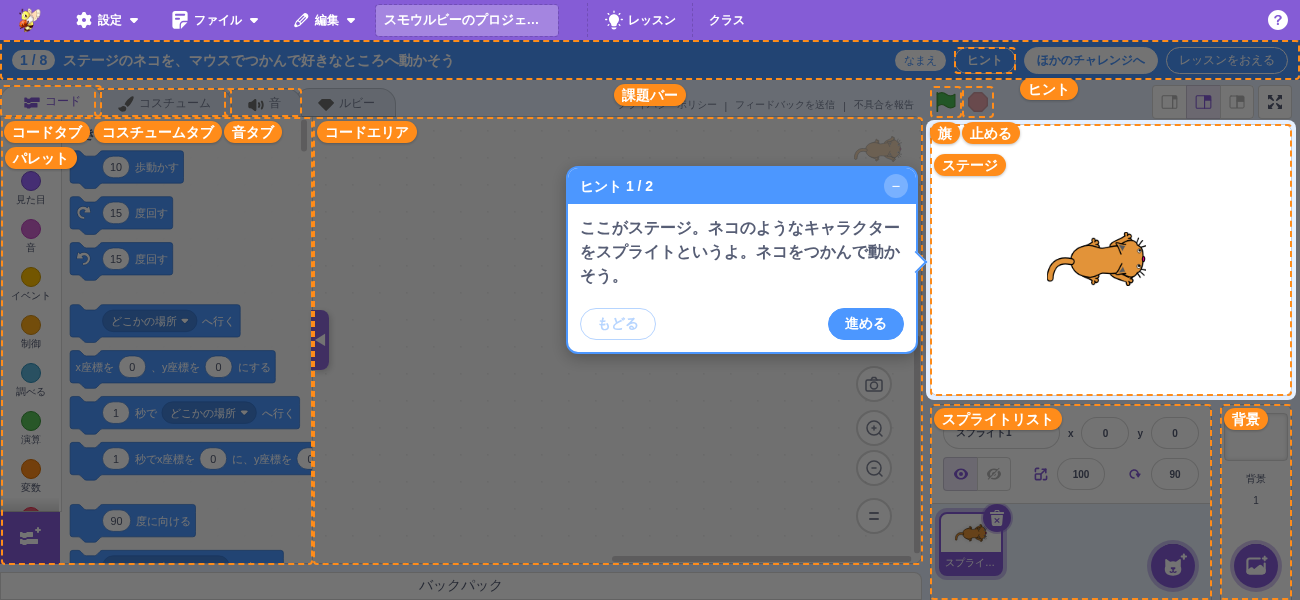 設定
ファイル
編集
スモウルビーのプロジェ…
レッスン
クラス
?
1 / 8
ステージのネコを、マウスでつかんで好きなところへ動かそう
なまえ
ヒント
ほかのチャレンジへ
レッスンをおえる
コード
コスチューム
音
ルビー
課題バー
ポリシー
フィードバックを送信
不具合を報告
ヒント
コードタブ
コスチュームタブ
音タブ
コードエリア
旗
止める
パレット
ステージ
10 歩動かす
15 度回す
15 度回す
どこかの場所 へ行く
x座標を 0 、y座標を 0 にする
1 秒で どこかの場所 へ行く
1 秒でx座標を 0 に、y座標を
90 度に向ける
見た目
音
イベント
制御
調べる
演算
変数
ヒント 1 / 2
ここがステージ。ネコのようなキャラクター
をスプライトというよ。ネコをつかんで動か
そう。
もどる
進める
スプライトリスト
背景
スプライト1
x 0
y 0
100
90
背景
1
スプライ…
バックパック